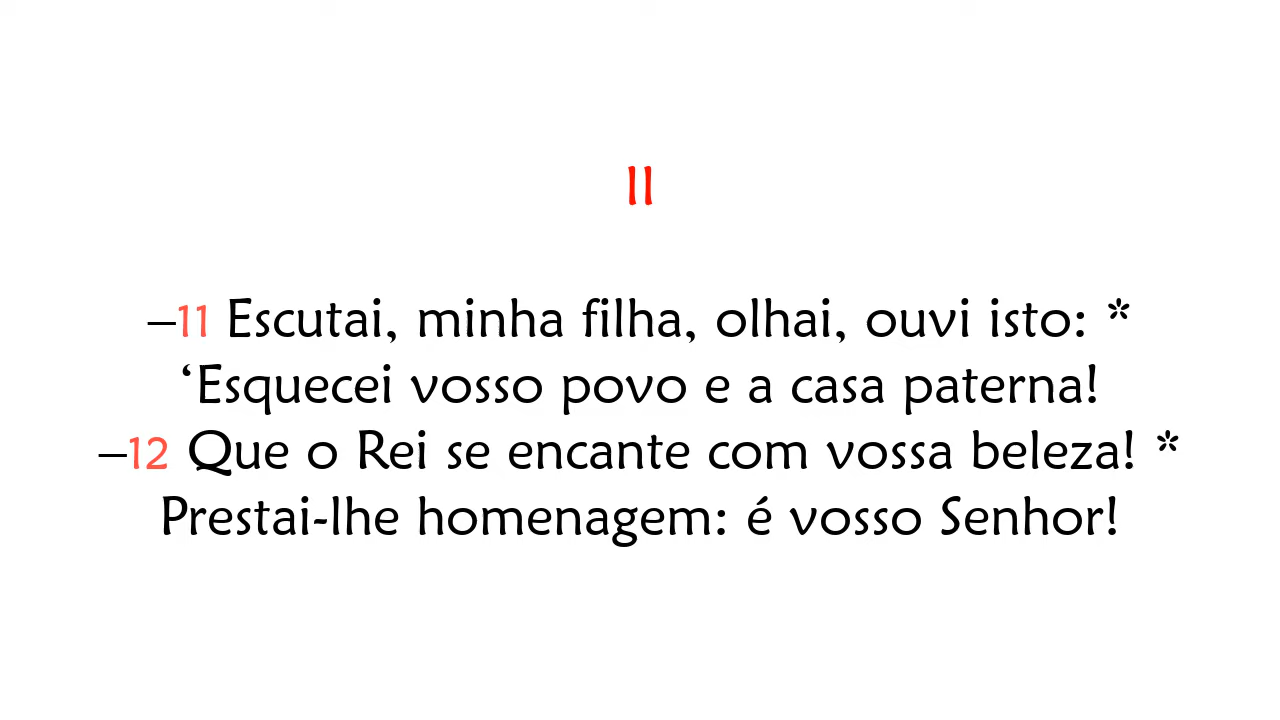 II
–11 Escutai, minha filha, olhai, ouvi isto: *
‘Esquecei vosso povo e a casa paterna!
–12 Que o Rei se encante com vossa beleza! *
Prestai-lhe homenagem: é vosso Senhor!